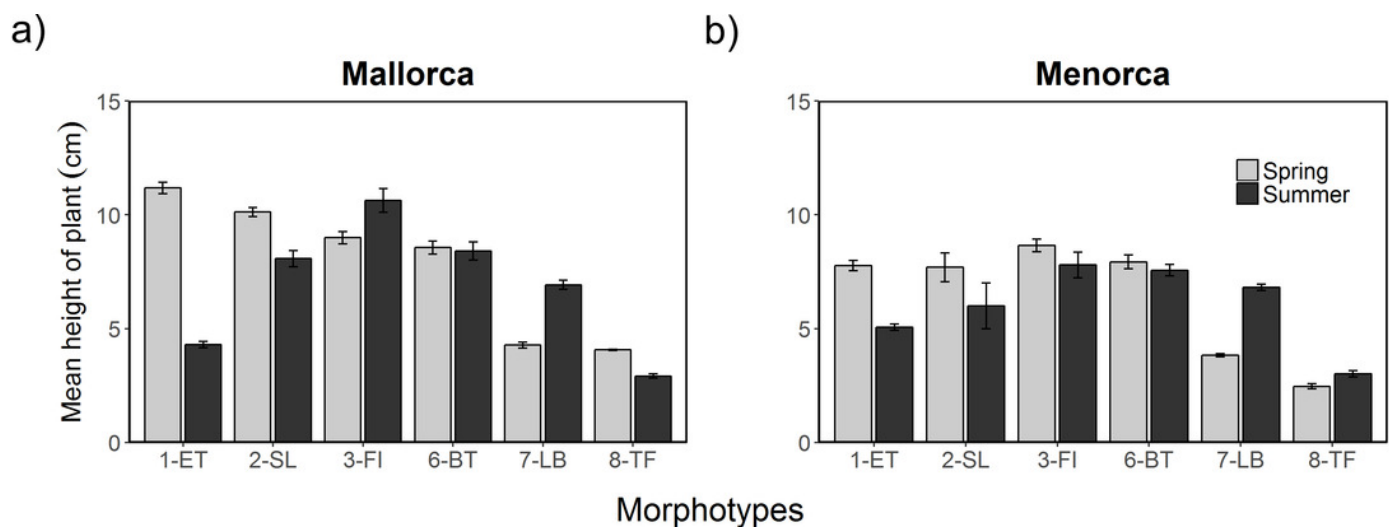 a)
Mallorca
Mean height of plant (cm)
15
10
5
0
1-ET 2-SL 3-FI 6-BT 7-LB 8-TF
b)
Menorca
15
10
5
0
Spring
Summer
1-ET 2-SL 3-FI 6-BT 7-LB 8-TF
Morphotypes